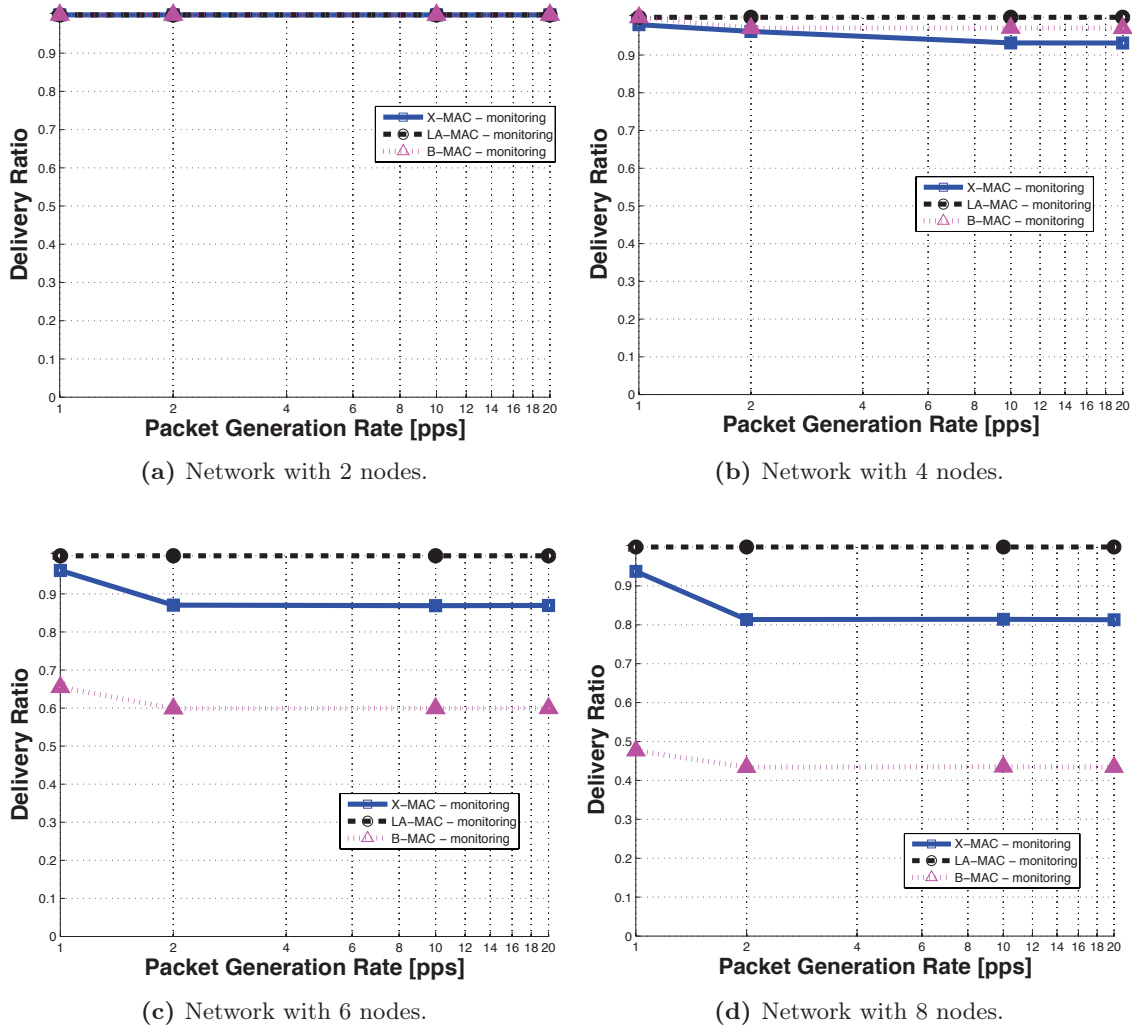 0.9
0.8
0.7
0.6
0.5
0.4
0.3
0.2
0.1
0
Delivery Ratio
X-MAC – monitoring
LA-MAC – monitoring
B-MAC – monitoring
1 2 4 6 8 10 12 14 16 18 20
Packet Generation Rate [pps]
(a) Network with 2 nodes.
0.9
0.8
0.7
0.6
0.5
0.4
0.3
0.2
0.1
0
Delivery Ratio
X-MAC – monitoring
LA-MAC – monitoring
B-MAC – monitoring
1 2 4 6 8 10 12 14 16 18 20
Packet Generation Rate [pps]
(b) Network with 4 nodes.
0.9
0.8
0.7
0.6
0.5
0.4
0.3
0.2
0.1
0
Delivery Ratio
X-MAC – monitoring
LA-MAC – monitoring
B-MAC – monitoring
1 2 4 6 8 10 12 14 16 18 20
Packet Generation Rate [pps]
(c) Network with 6 nodes.
0.9
0.8
0.7
0.6
0.5
0.4
0.3
0.2
0.1
0
Delivery Ratio
X-MAC – monitoring
LA-MAC – monitoring
B-MAC – monitoring
1 2 4 6 8 10 12 14 16 18 20
Packet Generation Rate [pps]
(d) Network with 8 nodes.